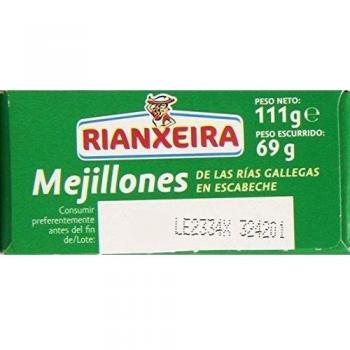 PESO NETO:
111g℮
RIANXEIRA
PESO ESCURRIDO:
69 g
Mejillones
DE LAS RÍAS GALLEGAS
EN ESCABECHE
Consumir
preferentemente
antes del fin
de/Lote:
LE2334X 324201